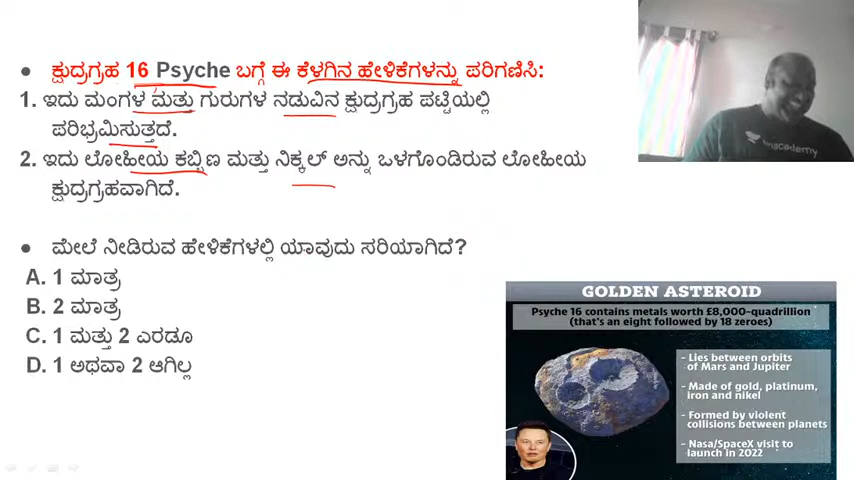 ● ಕ್ಷುದ್ರಗ್ರಹ 16 Psyche ಬಗ್ಗೆ ಈ ಕೆಳಗಿನ ಹೇಳಿಕೆಗಳನ್ನು ಪರಿಗಣಿಸಿ:
1. ಇದು ಮಂಗಳ ಮತ್ತು ಗುರುಗಳ ನಡುವಿನ ಕ್ಷುದ್ರಗ್ರಹ ಪಟ್ಟಿಯಲ್ಲಿ
ಪರಿಭ್ರಮಿಸುತ್ತದೆ.
2. ಇದು ಲೋಹೀಯ ಕಬ್ಬಿಣ ಮತ್ತು ನಿಕ್ಕಲ್ ಅನ್ನು ಒಳಗೊಂಡಿರುವ ಲೋಹೀಯ
ಕ್ಷುದ್ರಗ್ರಹವಾಗಿದೆ.
● ಮೇಲೆ ನೀಡಿರುವ ಹೇಳಿಕೆಗಳಲ್ಲಿ ಯಾವುದು ಸರಿಯಾಗಿದೆ?
A. 1 ಮಾತ್ರ
B. 2 ಮಾತ್ರ
C. 1 ಮತ್ತು 2 ಎರಡೂ
D. 1 ಅಥವಾ 2 ಆಗಿಲ್ಲ
GOLDEN ASTEROID
Psyche 16 contains metals worth £8,000-quadrillion
(that's an eight followed by 18 zeroes)
- Lies between orbits
of Mars and Jupiter
- Made of gold, platinum,
iron and nikel
- Formed by violent
collisions between planets
- Nasa/SpaceX visit to
launch in 2022